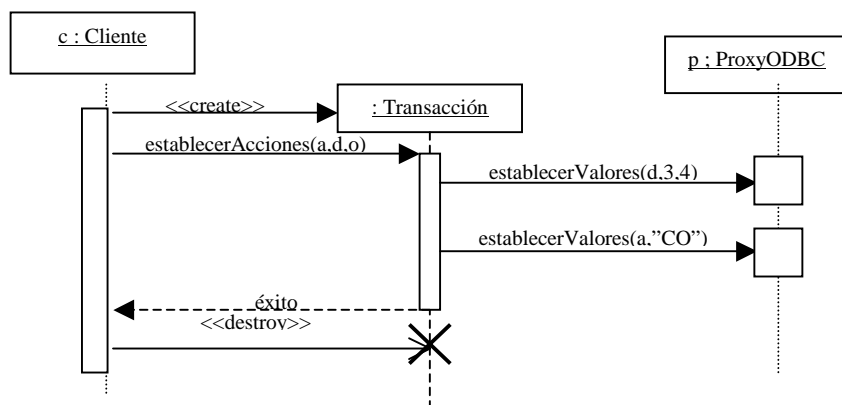 c : Cliente
p ; ProxyODBC
<<create>>
: Transacción
establecerAcciones(a,d,o)
establecerValores(d,3,4)
establecerValores(a,”CO”)
éxito
<<destroy>>